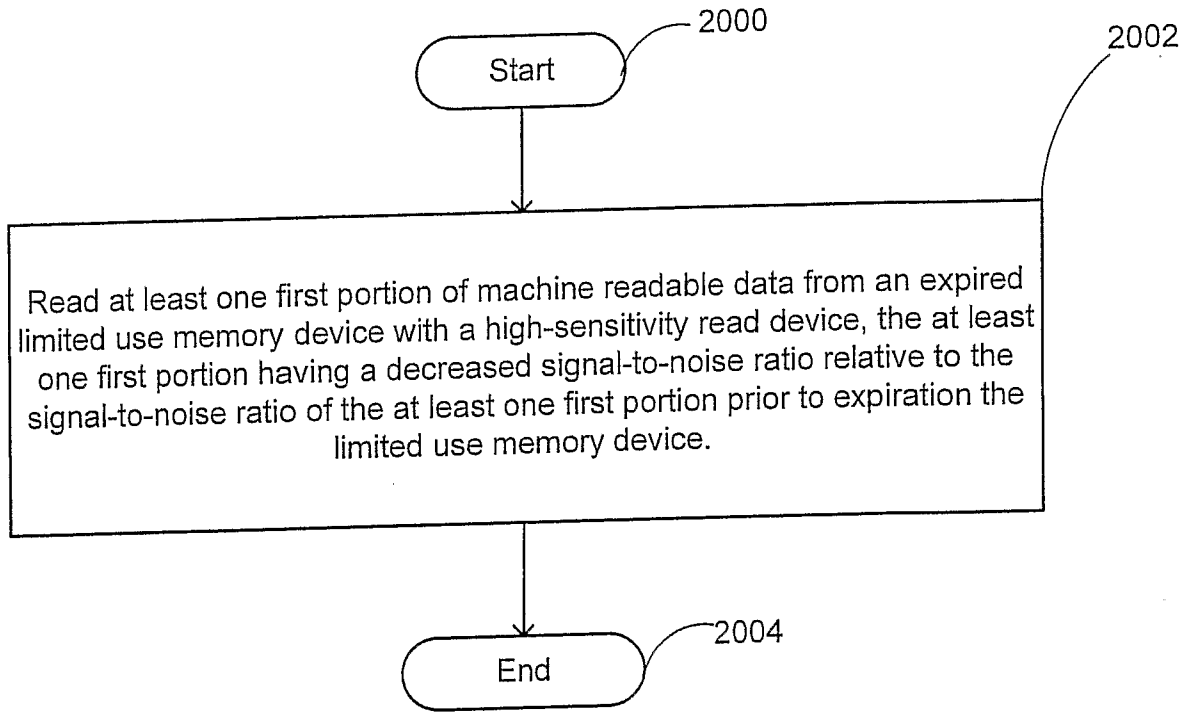 2000
Start
2002
Read at least one first portion of machine readable data from an expired
limited use memory device with a high-sensitivity read device, the at least
one first portion having a decreased signal-to-noise ratio relative to the
signal-to-noise ratio of the at least one first portion prior to expiration the
limited use memory device.
2004
End